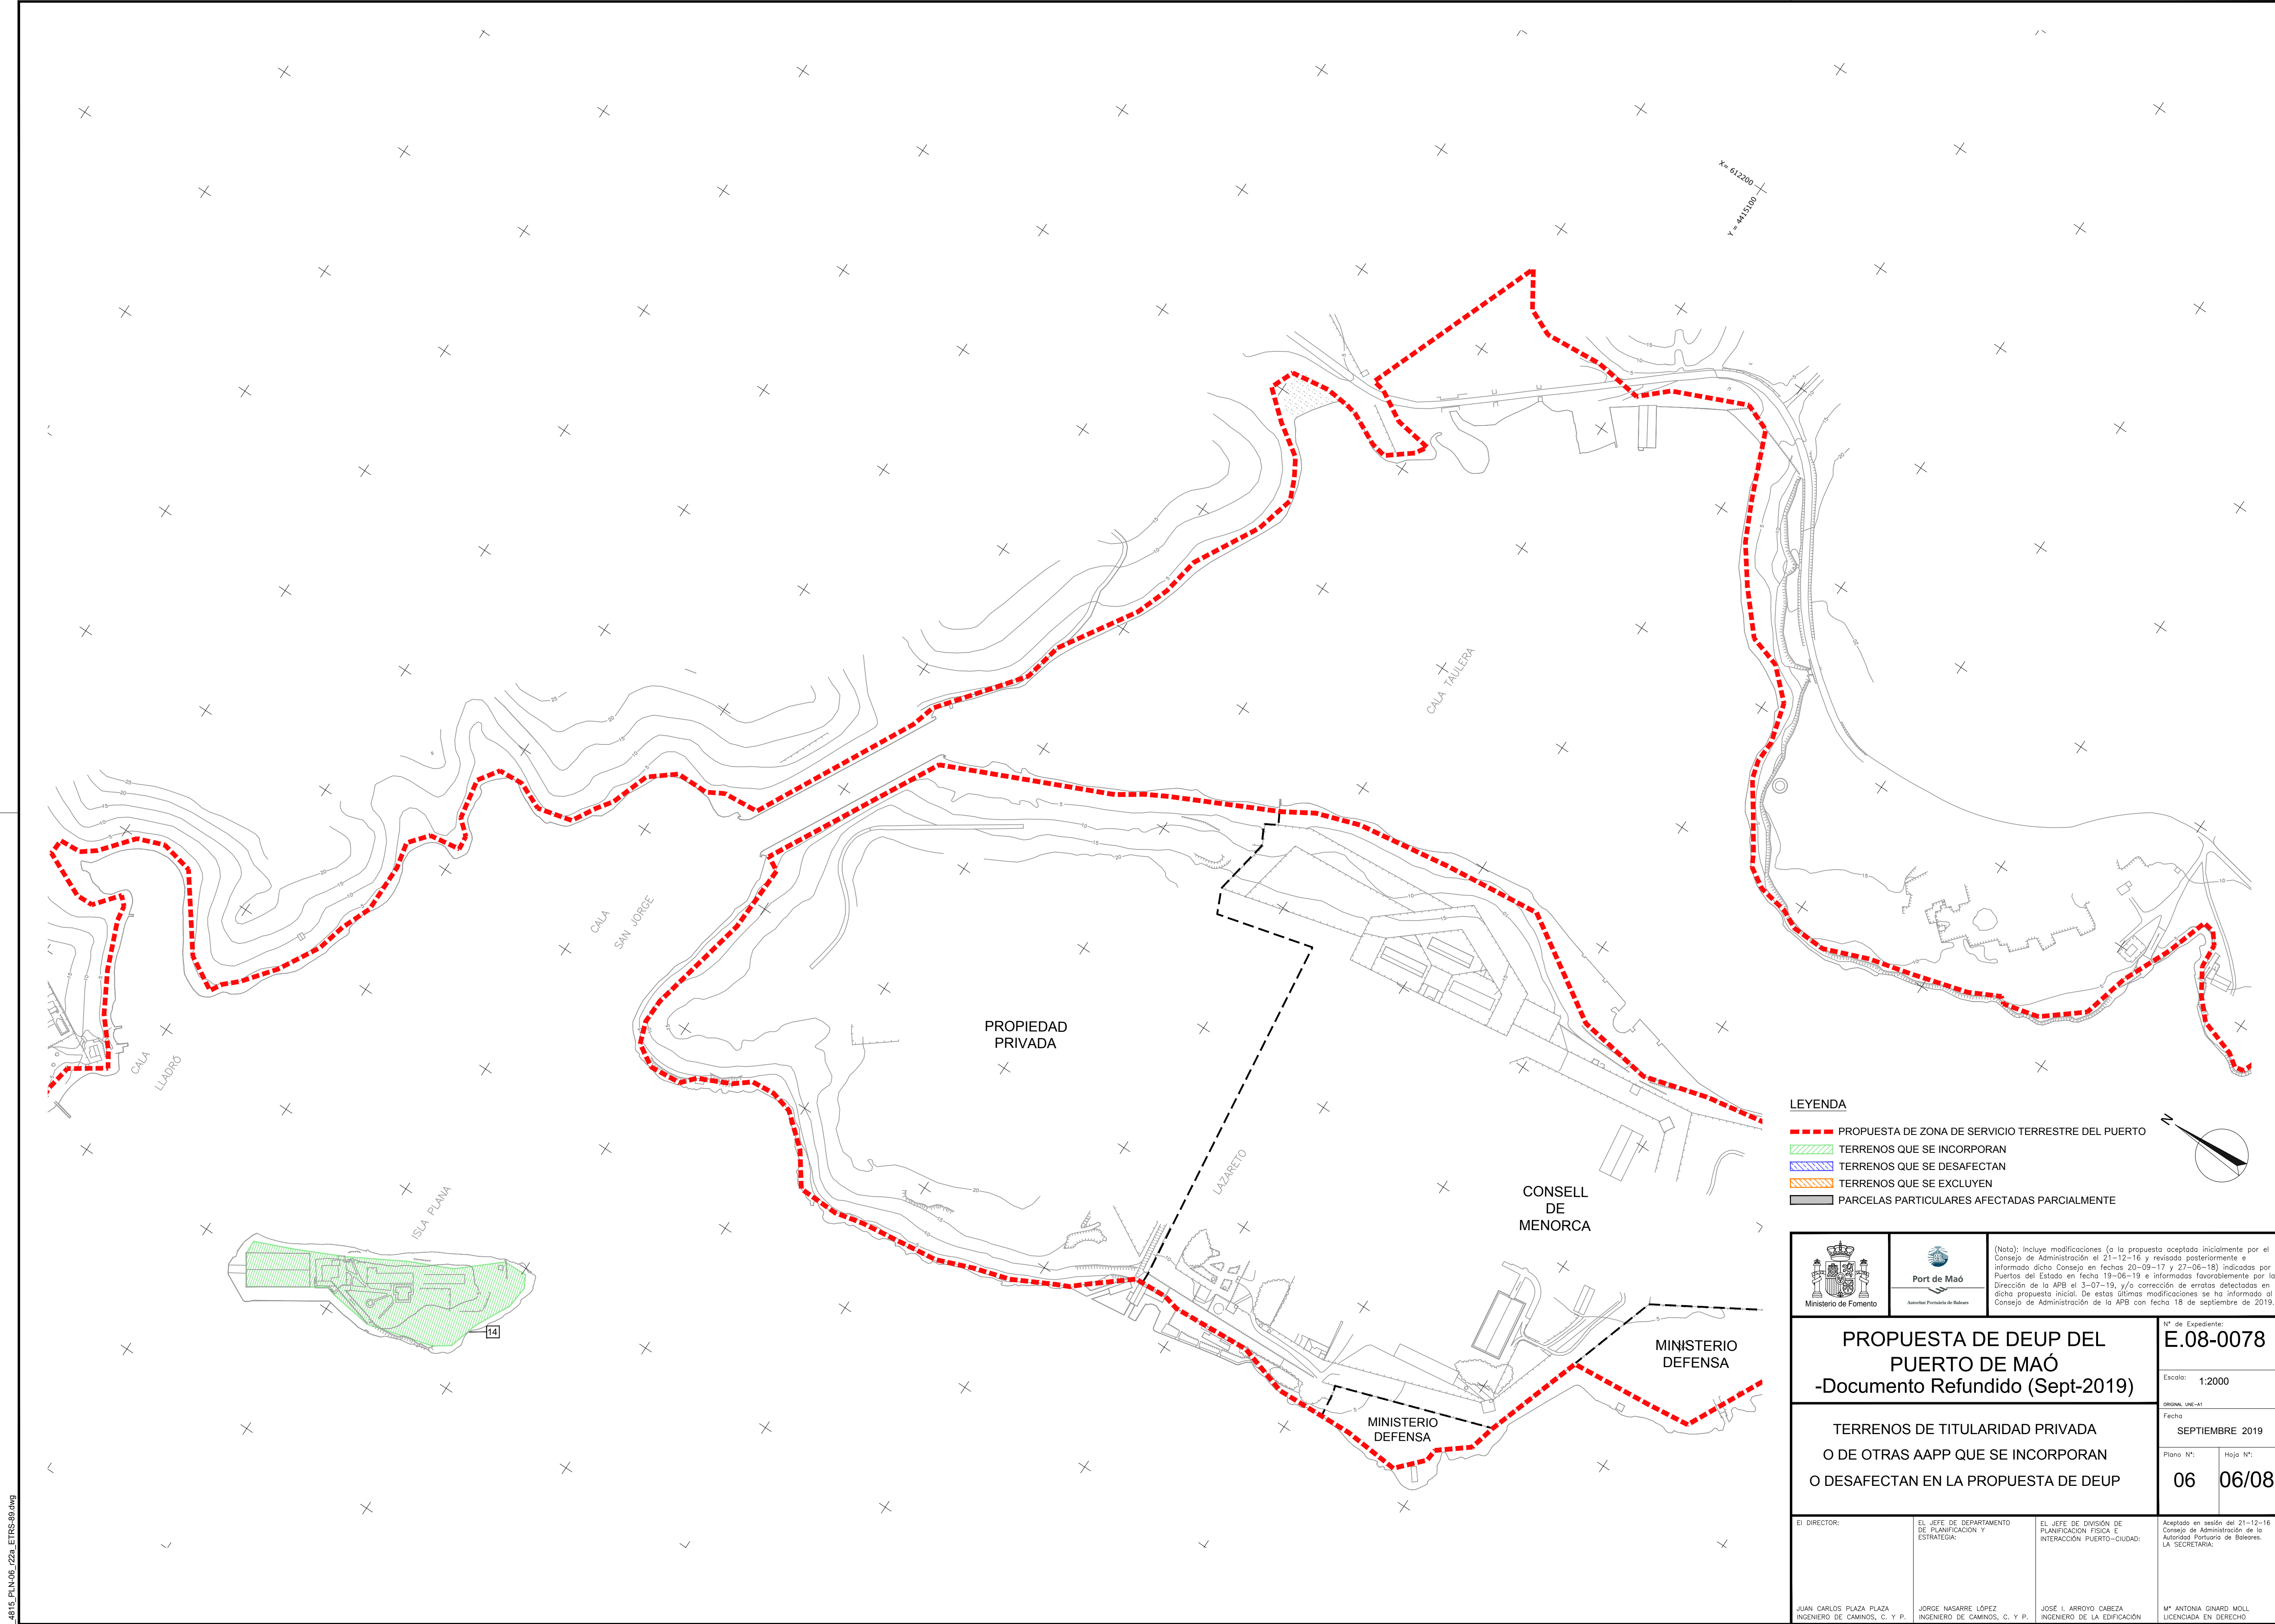 X= 612200
Y = 4415100
CALA TAULERA
CALA
SAN JORGE
PROPIEDAD
PRIVADA
CALA
LLADRÓ
ISLA PLANA
LAZARETO
CONSELL
DE
MENORCA
MINISTERIO
DEFENSA
MINISTERIO
DEFENSA
14
LEYENDA
PROPUESTA DE ZONA DE SERVICIO TERRESTRE DEL PUERTO
TERRENOS QUE SE INCORPORAN
TERRENOS QUE SE DESAFECTAN
TERRENOS QUE SE EXCLUYEN
PARCELAS PARTICULARES AFECTADAS PARCIALMENTE
N
Ministerio de Fomento
Port de Maó
Autoritat Portuària de Balears
(Nota): Incluye modificaciones (a la propuesta aceptada inicialmente por el
Consejo de Administración el 21-12-16 y revisada posteriormente e
informado dicho Consejo en fechas 20-09-17 y 27-06-18) indicadas por
Puertos del Estado en fecha 19-06-19 e informadas favorablemente por la
Dirección de la APB el 3-07-19, y/o corrección de erratas detectadas en
dicha propuesta inicial. De estas últimas modificaciones se ha informado al
Consejo de Administración de la APB con fecha 18 de septiembre de 2019.
PROPUESTA DE DEUP DEL
PUERTO DE MAÓ
-Documento Refundido (Sept-2019)
Nº de Expediente:
E.08-0078
Escala: 1:2000
ORIGINAL UNE-A1
Fecha
SEPTIEMBRE 2019
Plano Nº: Hoja Nº:
06 06/08
TERRENOS DE TITULARIDAD PRIVADA
O DE OTRAS AAPP QUE SE INCORPORAN
O DESAFECTAN EN LA PROPUESTA DE DEUP
El DIRECTOR:
JUAN CARLOS PLAZA PLAZA
INGENIERO DE CAMINOS, C. Y P.
EL JEFE DE DEPARTAMENTO
DE PLANIFICACION Y
ESTRATEGIA:
JORGE NASARRE LÓPEZ
INGENIERO DE CAMINOS, C. Y P.
EL JEFE DE DIVISIÓN DE
PLANIFICACION FISICA E
INTERACCIÓN PUERTO-CIUDAD:
JOSÉ I. ARROYO CABEZA
INGENIERO DE LA EDIFICACIÓN
Aceptado en sesión del 21-12-16
Consejo de Administración de la
Autoridad Portuaria de Baleares.
LA SECRETARIA:
Mª ANTONIA GINARD MOLL
LICENCIADA EN DERECHO
_4815_PLN-06_r22a_ETRS-89.dwg